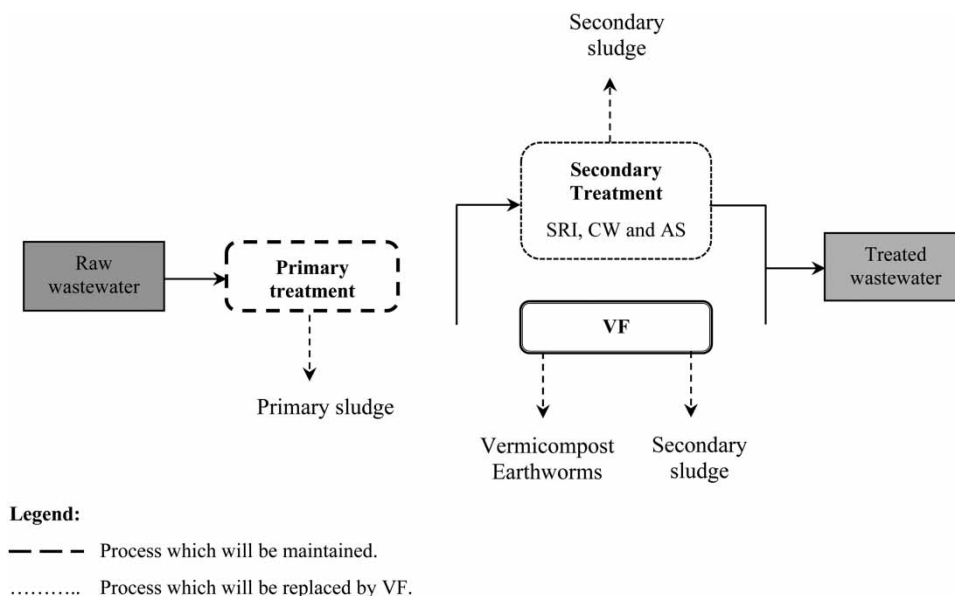 Secondary
sludge
Secondary
Treatment
SRI, CW and AS
Raw
wastewater
Primary
treatment
Treated
wastewater
VF
Primary sludge
Vermicompost
Earthworms
Secondary
sludge
Legend:
Process which will be maintained.
Process which will be replaced by VF.